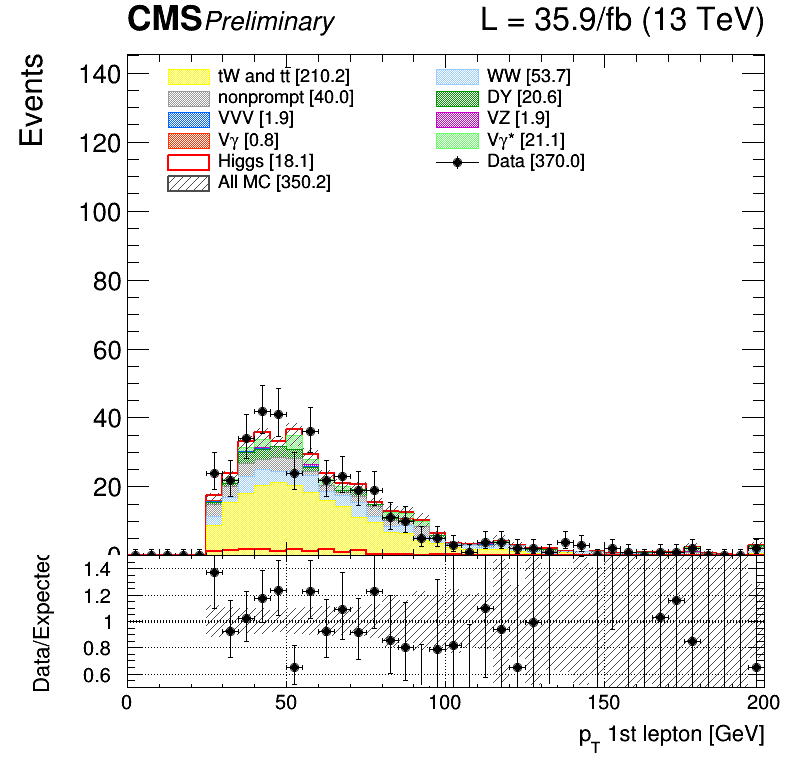 CMS Preliminary L = 35.9/fb (13 TeV)
Events
140
120
100
80
60
40
20
0
tW and tt̄ [210.2]
nonprompt [40.0]
VVV [1.9]
Vγ [0.8]
Higgs [18.1]
All MC [350.2]
WW [53.7]
DY [20.6]
VZ [1.9]
Vγ* [21.1]
Data [370.0]
Data/Expected
1.4
1.2
1
0.8
0.6
0 50 100 150 200
p_T 1st lepton [GeV]